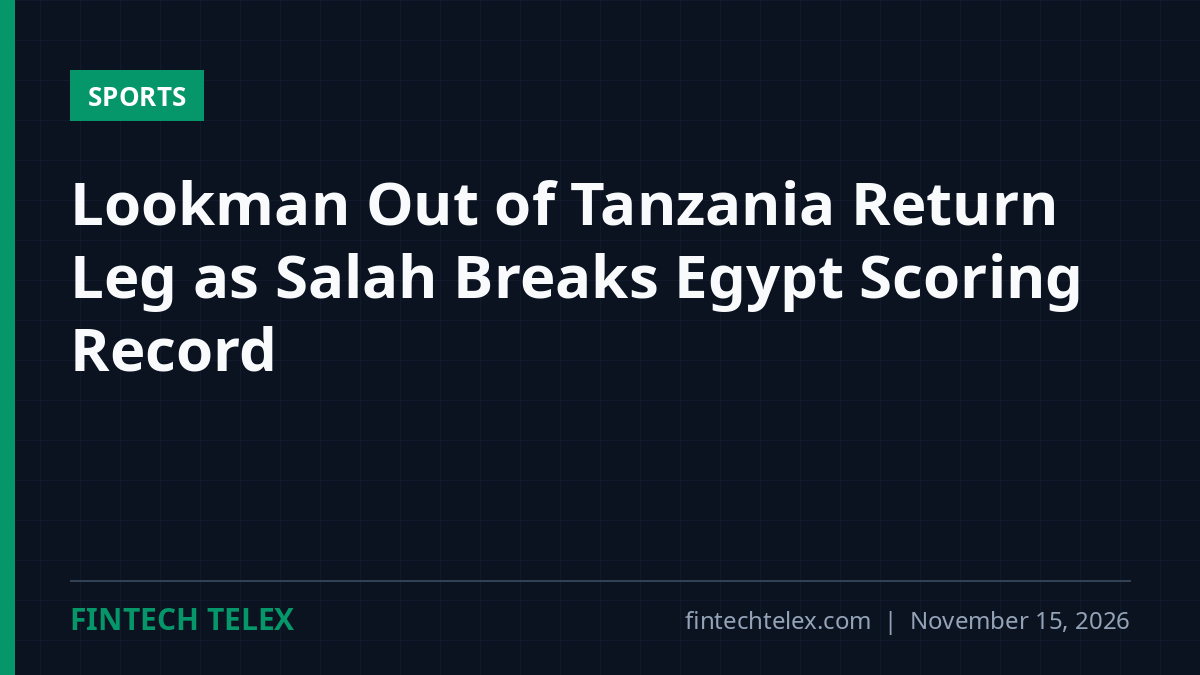 SPORTS
Lookman Out of Tanzania Return
Leg as Salah Breaks Egypt Scoring
Record
FINTECH TELEX
fintechtelex.com | November 15, 2026